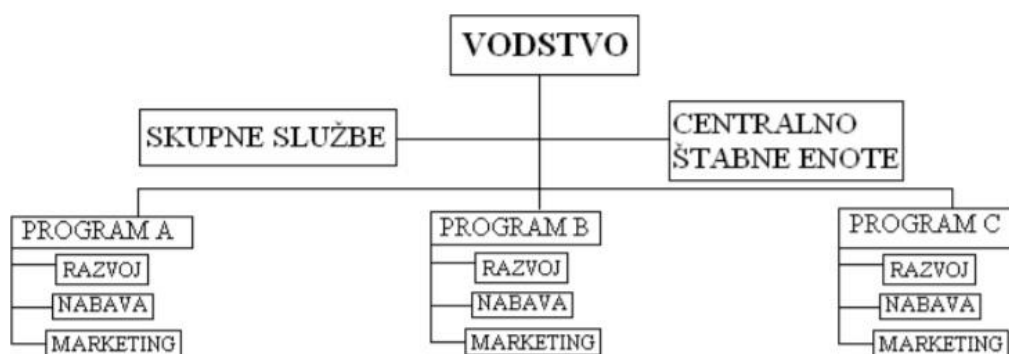 VODSTVO
SKUPNE SLUŽBE
CENTRALNO
ŠTABNE ENOTE
PROGRAM A
RAZVOJ
NABAVA
MARKETING
PROGRAM B
RAZVOJ
NABAVA
MARKETING
PROGRAM C
RAZVOJ
NABAVA
MARKETING